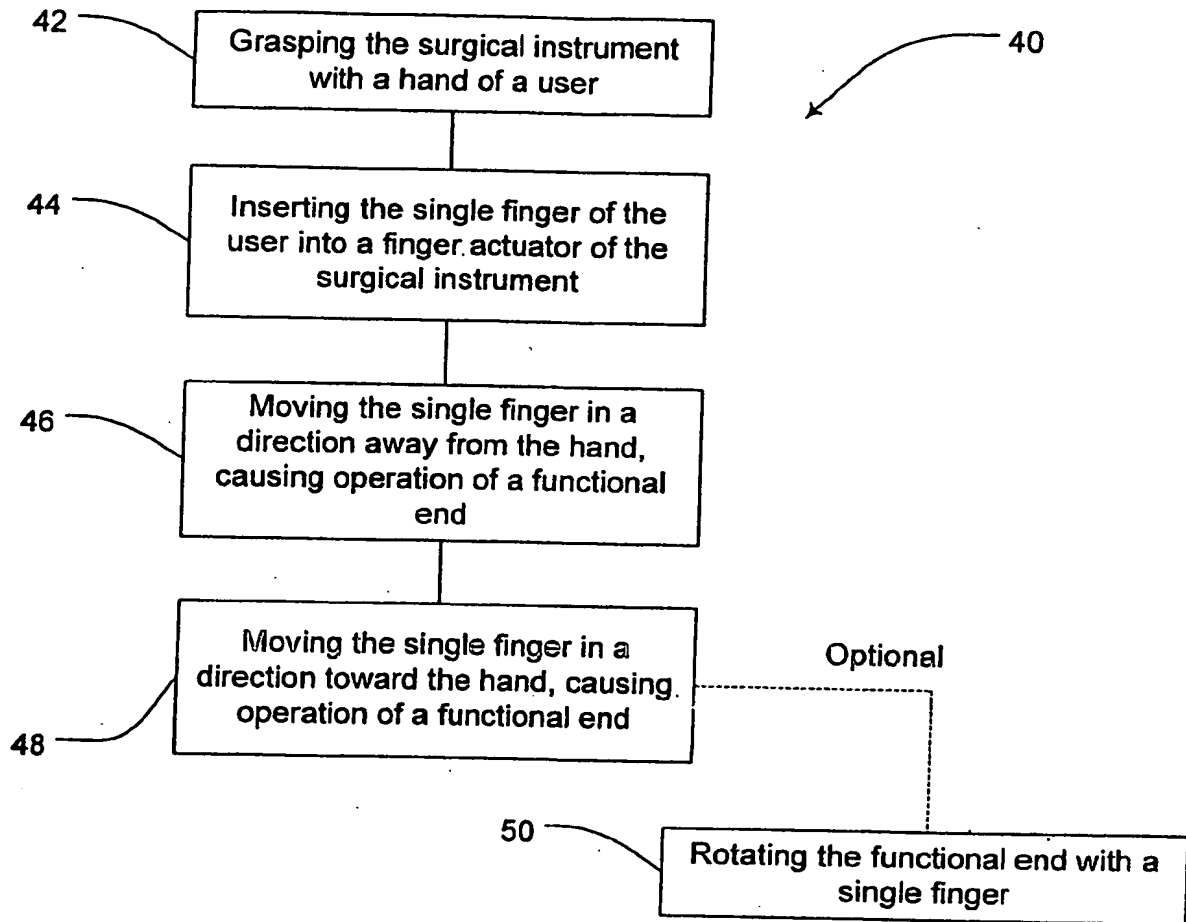 42
Grasping the surgical instrument
with a hand of a user
40
44
Inserting the single finger of the
user into a finger actuator of the
surgical instrument
46
Moving the single finger in a
direction away from the hand,
causing operation of a functional
end
48
Moving the single finger in a
direction toward the hand, causing
operation of a functional end
Optional
50
Rotating the functional end with a
single finger